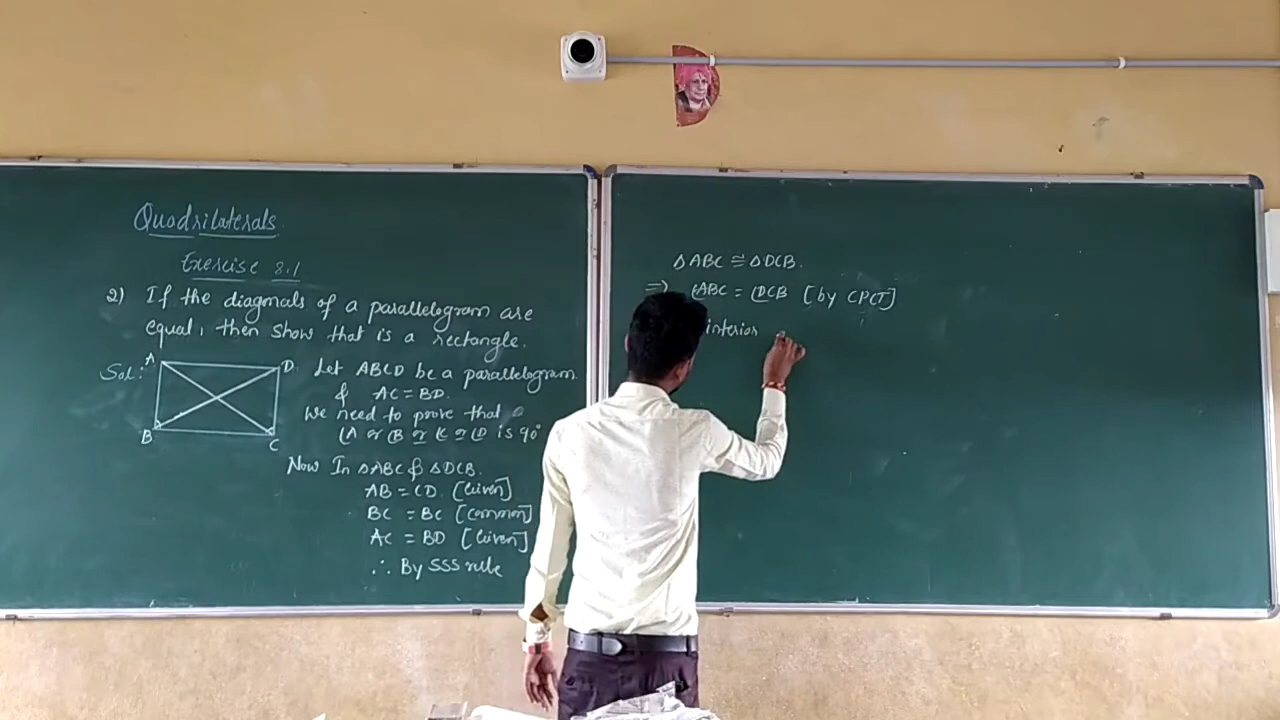 Quadrilaterals
Exercise 8.1
2) If the diagonals of a parallelogram are
equal, then show that is a rectangle.
Sol:
A
D
B
C
Let ABCD be a parallelogram
& AC = BD.
We need to prove that
∠A or ∠B or ∠C or ∠D is 90°
Now In △ABC & △DCB.
AB = CD [Given]
BC = BC [common]
AC = BD [Given]
∴ By SSS rule
△ABC ≅ △DCB.
⇒ ∠ABC = ∠DCB [by CPCT]
interior